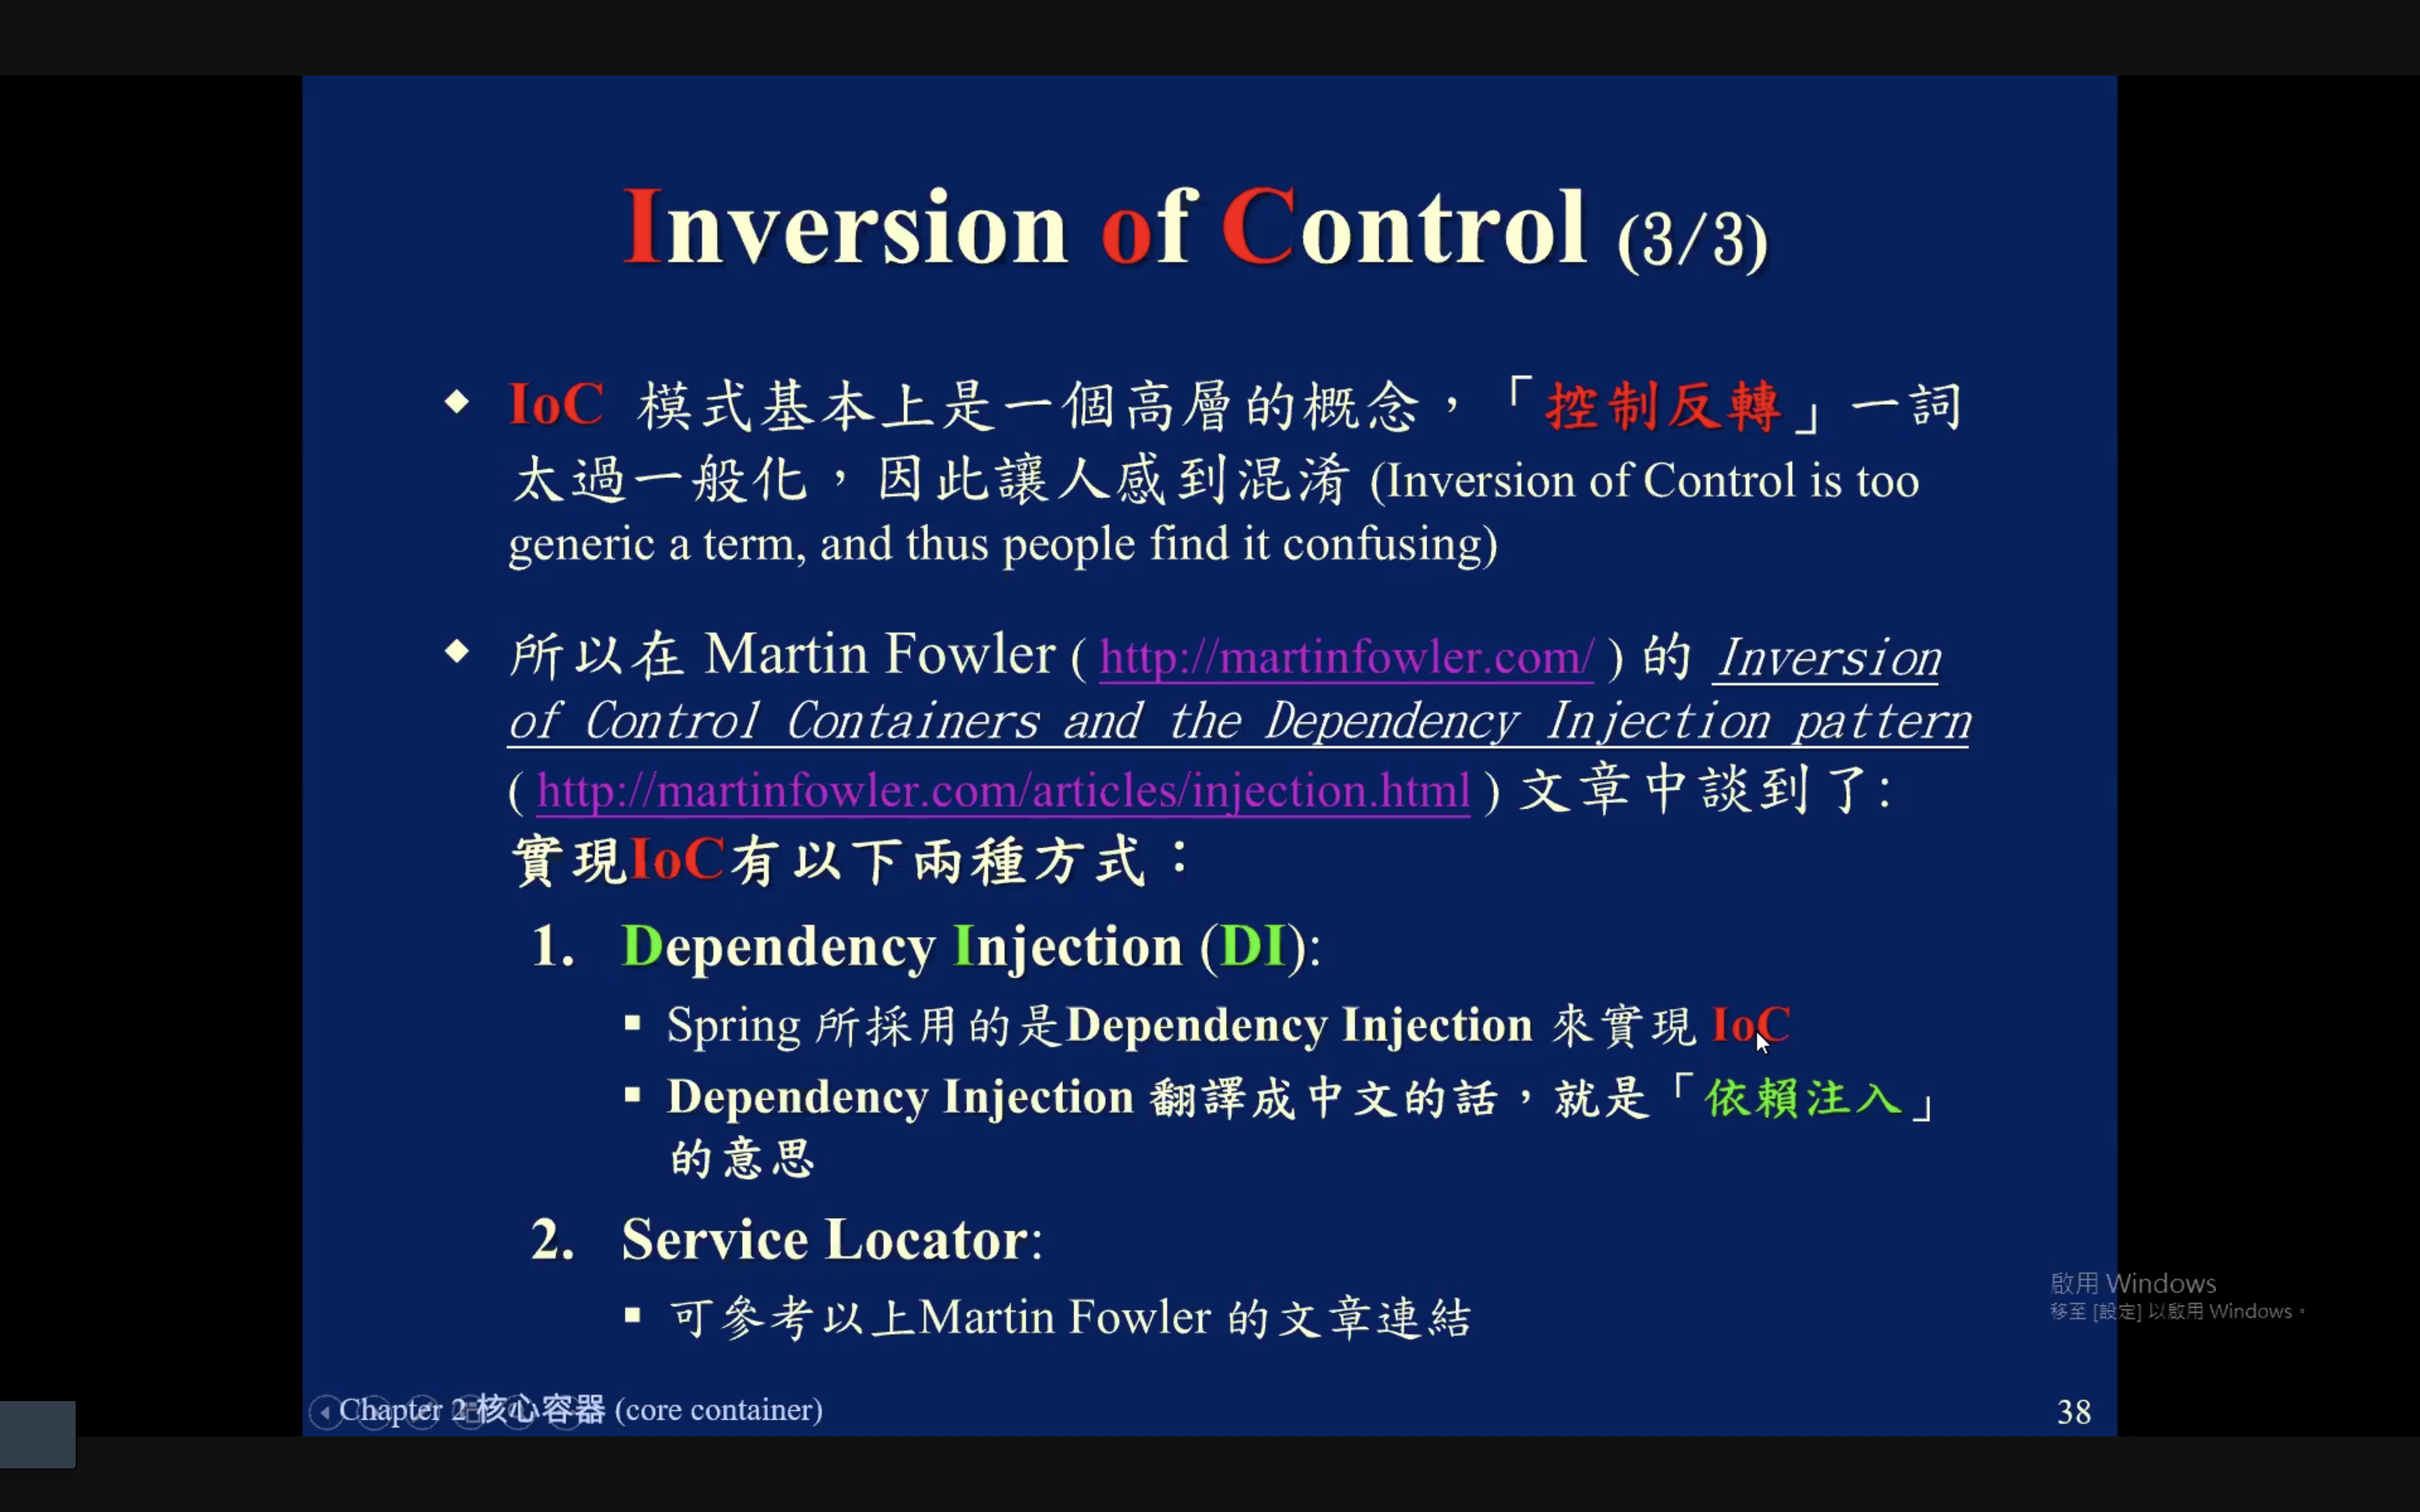 Inversion of Control (3/3)
IoC 模式基本上是一個高層的概念，「控制反轉」一詞
太過一般化，因此讓人感到混淆 (Inversion of Control is too
generic a term, and thus people find it confusing)
所以在 Martin Fowler ( http://martinfowler.com/ ) 的 Inversion
of Control Containers and the Dependency Injection pattern
( http://martinfowler.com/articles/injection.html ) 文章中談到了:
實現IoC有以下兩種方式：
1. Dependency Injection (DI):
Spring 所採用的是Dependency Injection 來實現 IoC
Dependency Injection 翻譯成中文的話，就是「依賴注入」
的意思
2. Service Locator:
可參考以上Martin Fowler 的文章連結
啟用 Windows
移至 [設定] 以啟用 Windows。
Chapter 2 核心容器 (core container)
38